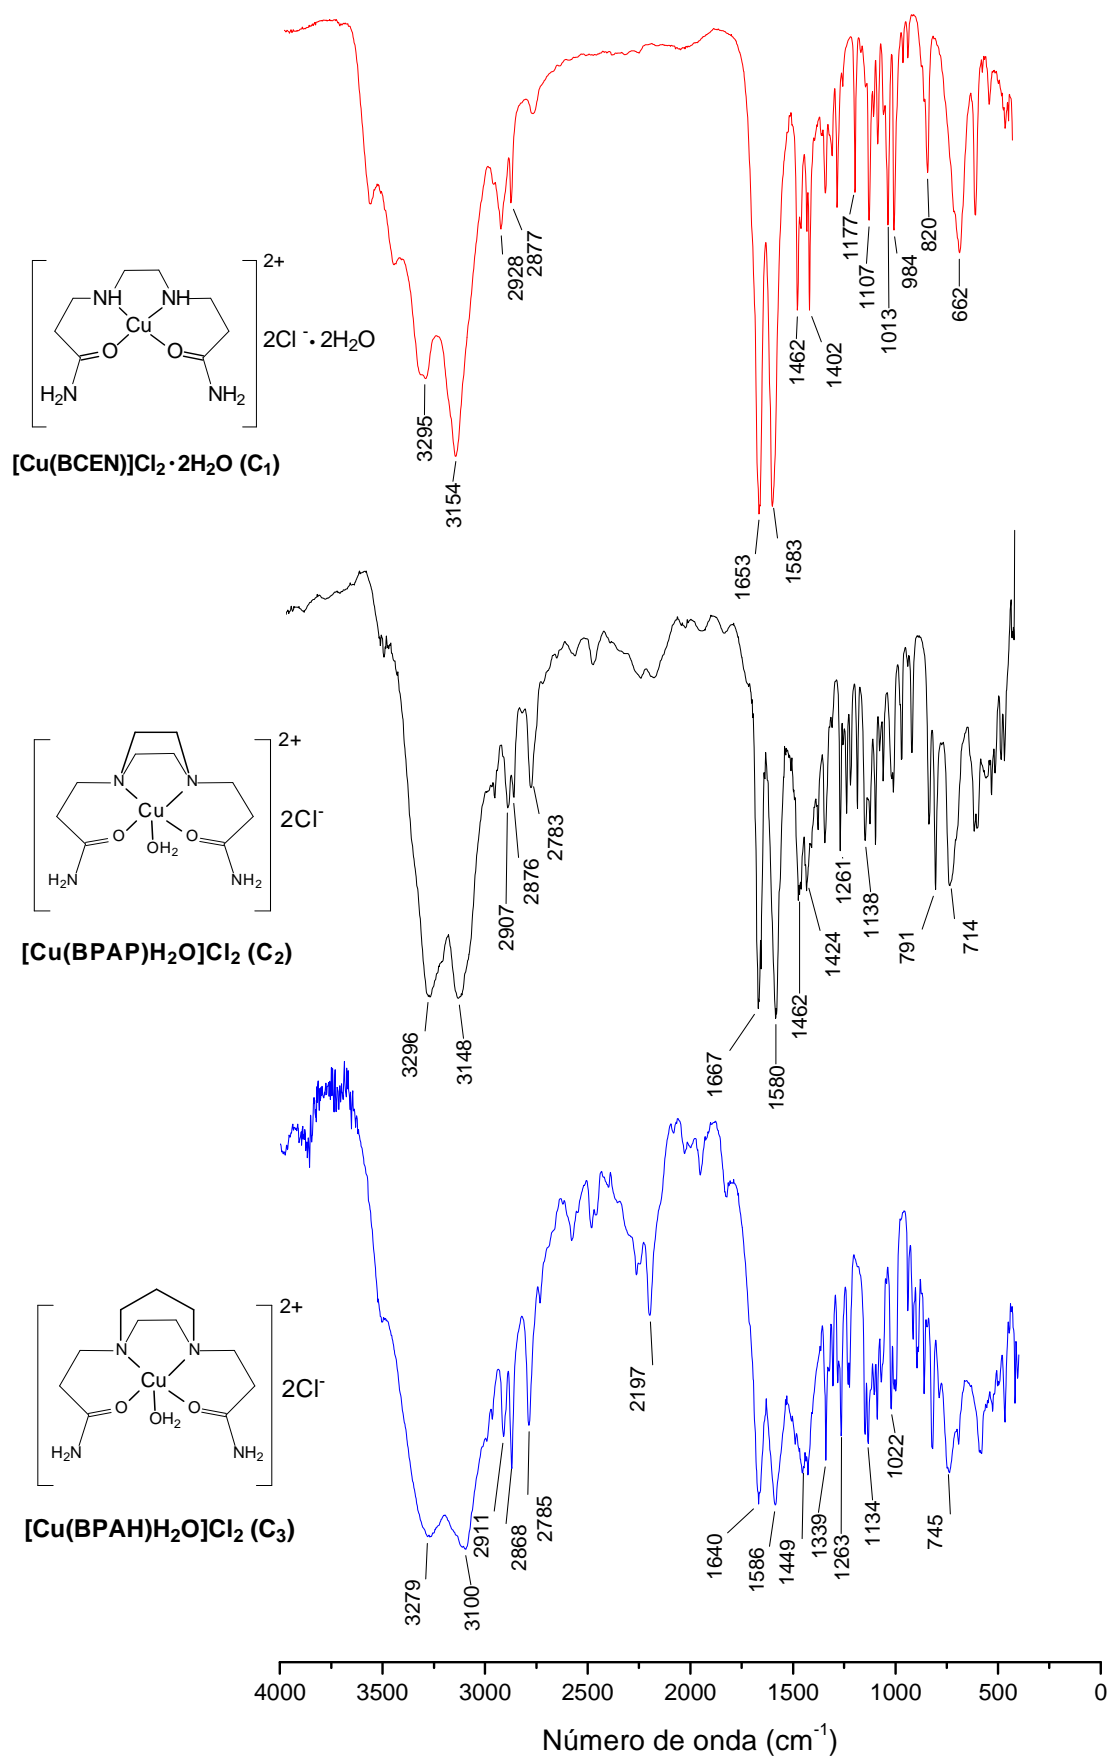 2928
2877
1177
1107
1013
984
820
662
[Cu(BCEN)]Cl₂·2H₂O (C₁)
2+
NH
NH
Cu
O
O
H₂N
NH₂
2Cl⁻·2H₂O
3295
3154
1653
1583
1462
1402
2+
N
N
Cu
O
O
OH₂
H₂N
NH₂
2Cl⁻
[Cu(BPAP)H₂O]Cl₂ (C₂)
3296
3148
2907
2876
2783
1667
1580
1462
1424
1261
1138
791
714
2+
N
N
Cu
O
O
OH₂
H₂N
NH₂
2Cl⁻
[Cu(BPAH)H₂O]Cl₂ (C₃)
3279
3100
2911
2868
2785
2197
1640
1586
1449
1339
1263
1134
1022
745
4000 3500 3000 2500 2000 1500 1000 500 0
Número de onda (cm⁻¹)